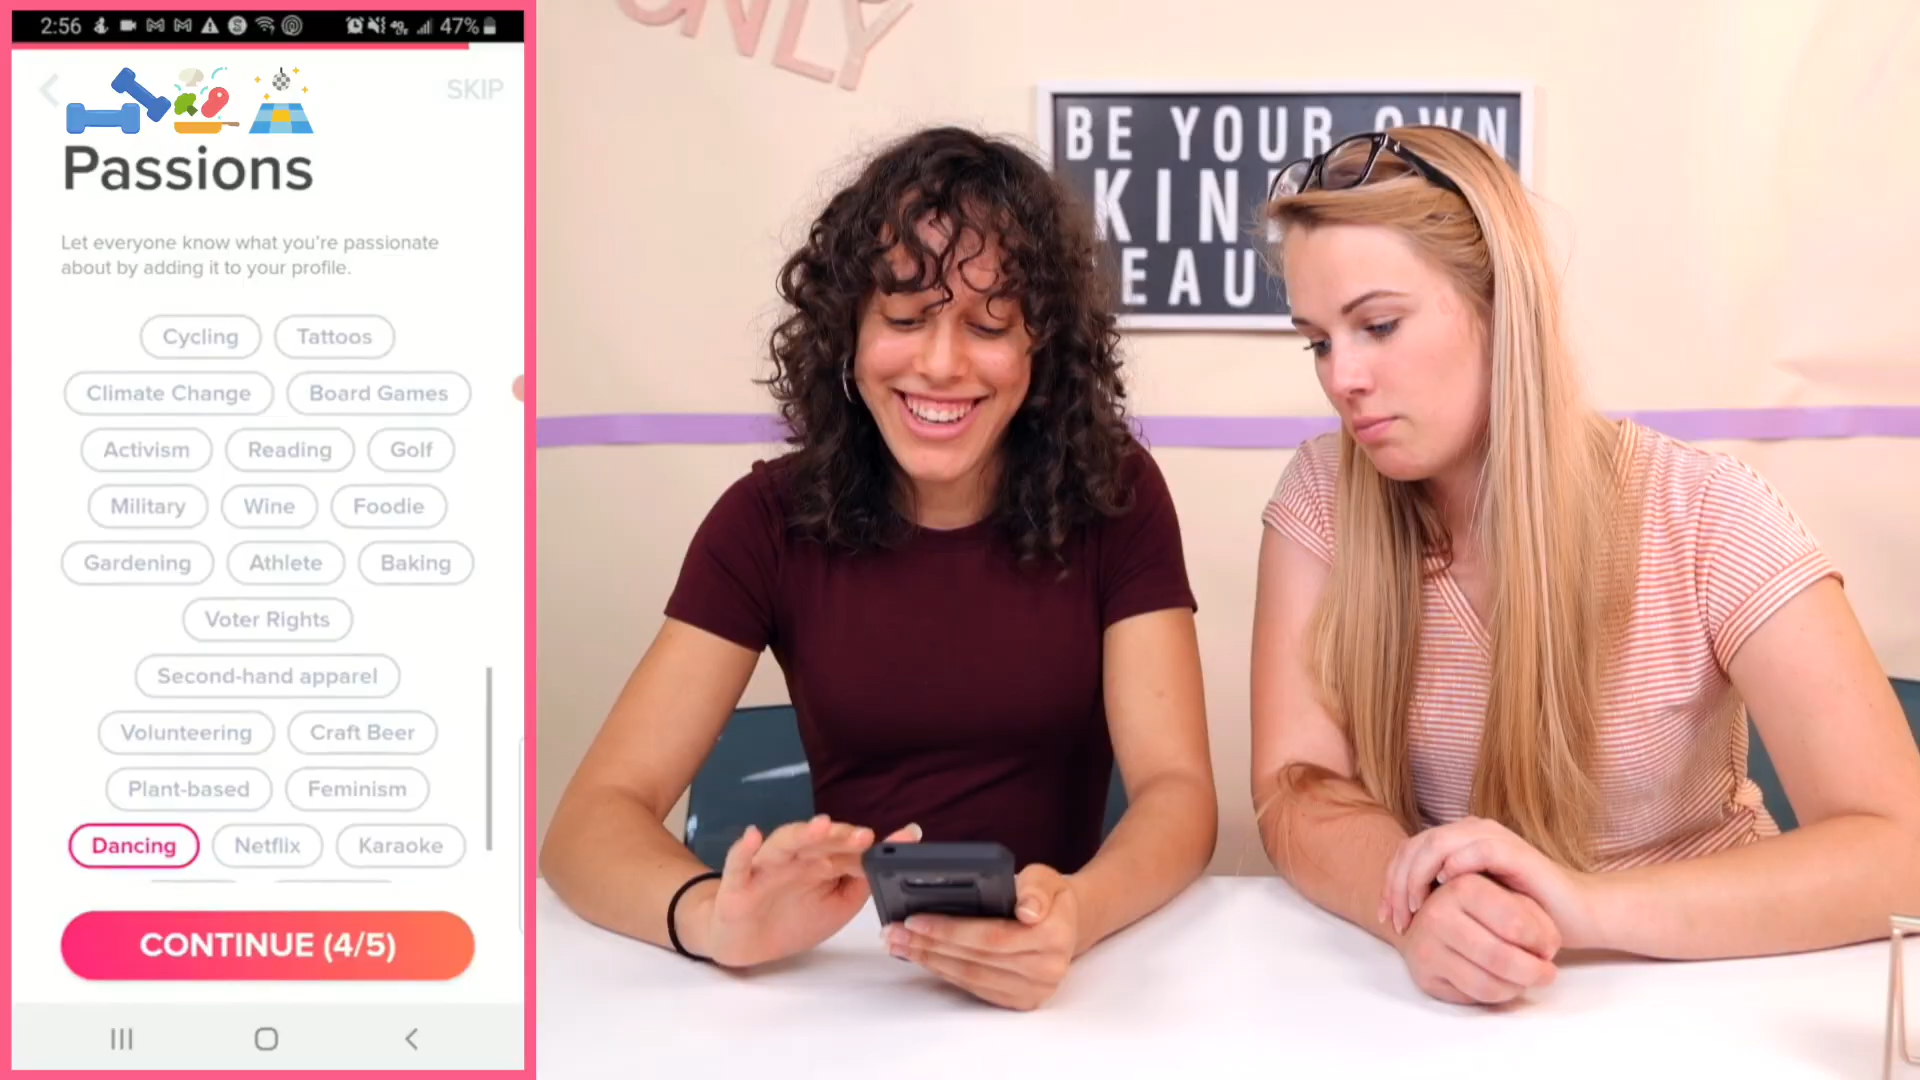 2:56
47%
SKIP
Passions
Let everyone know what you're passionate
about by adding it to your profile.
Cycling
Tattoos
Climate Change
Board Games
Activism
Reading
Golf
Military
Wine
Foodie
Gardening
Athlete
Baking
Voter Rights
Second-hand apparel
Volunteering
Craft Beer
Plant-based
Feminism
Dancing
Netflix
Karaoke
CONTINUE (4/5)
ONLY
BE YOUR OWN
KIN
EAU